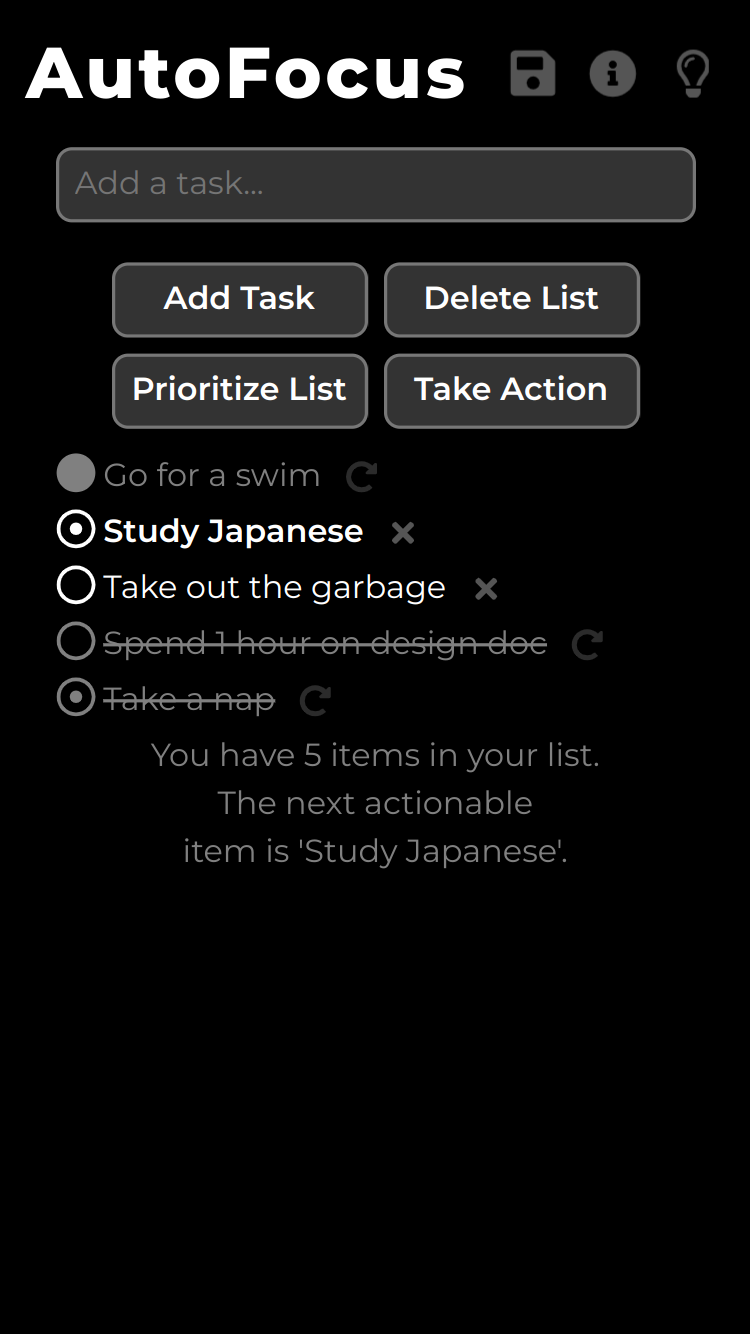 AutoFocus
Add a task...
Add Task
Delete List
Prioritize List
Take Action
Go for a swim
Study Japanese
Take out the garbage
Spend 1 hour on design doc
Take a nap
You have 5 items in your list.
The next actionable
item is 'Study Japanese'.